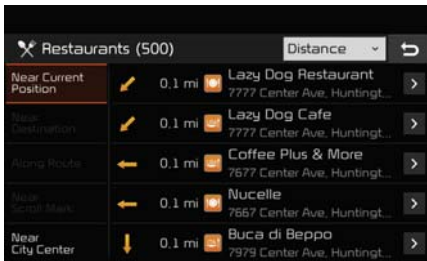 Restaurants (500)
Distance
Near Current
Position
0.1 mi
Lazy Dog Restaurant
7777 Center Ave, Huntingt...
Near
Destination
0.1 mi
Lazy Dog Cafe
7777 Center Ave, Huntingt...
Along Route
0.1 mi
Coffee Plus & More
7677 Center Ave, Huntingt...
Near
Scroll Mark
0.1 mi
Nucelle
7667 Center Ave, Huntingt...
Near
City Center
0.1 mi
Buca di Beppo
7979 Center Ave, Huntingt...